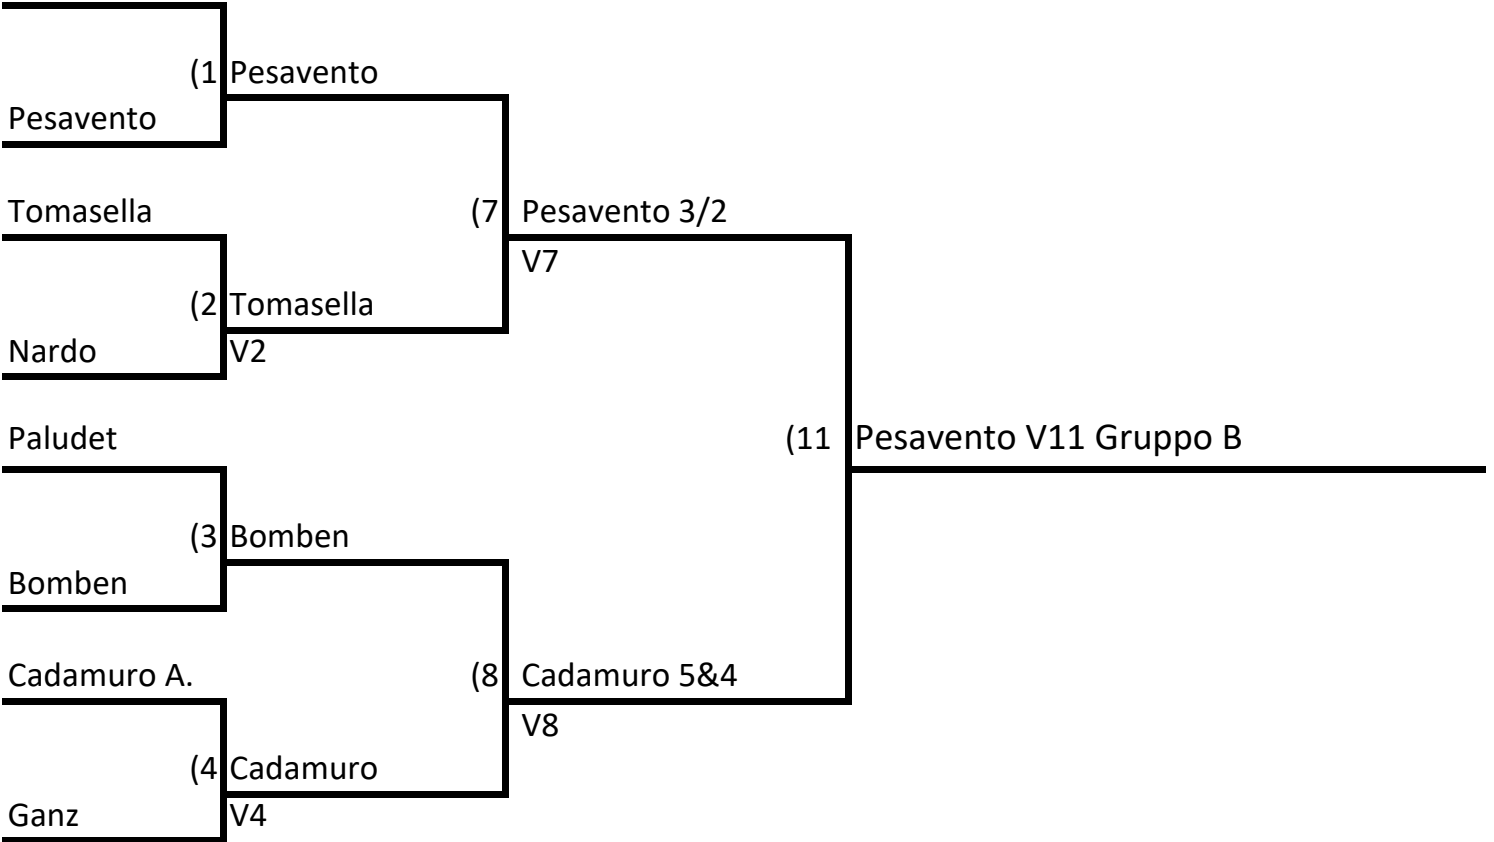 (1 Pesavento
Pesavento
Tomasella
(7 Pesavento 3/2
V7
(2 Tomasella
Nardo
V2
Paludet
(11 Pesavento V11 Gruppo B
(3 Bomben
Bomben
Cadamuro A.
(8 Cadamuro 5&4
V8
(4 Cadamuro
Ganz
V4